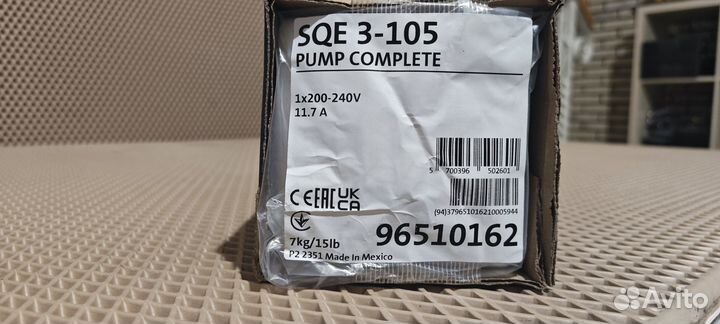 SQE 3-105
PUMP COMPLETE
1x200-240V
11.7 A
5 700396 502601
CE EAC UK CA
(94)379651016210005944
7kg/15lb
96510162
P2 2351 Made In Mexico
Avito